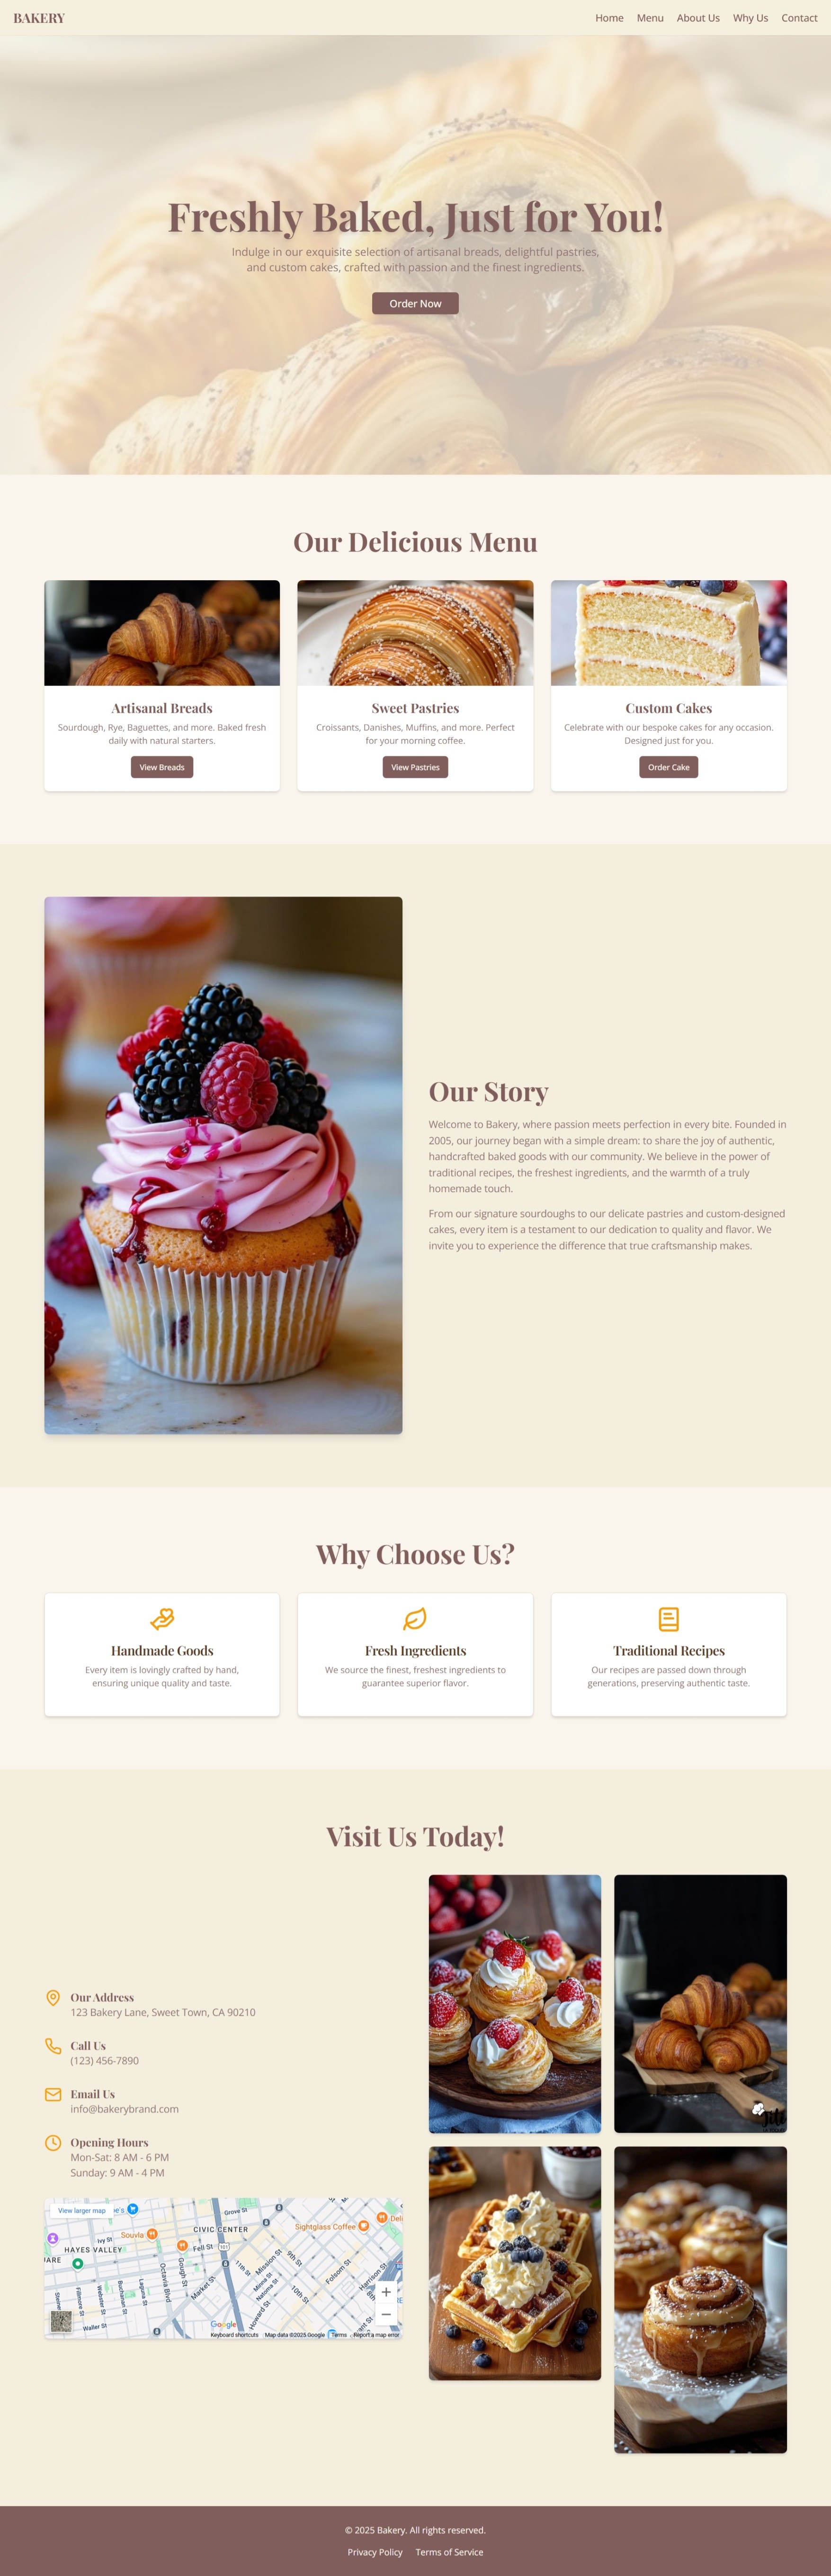 BAKERY
Home Menu About Us Why Us Contact
Freshly Baked, Just for You!
Indulge in our exquisite selection of artisanal breads, delightful pastries,
and custom cakes, crafted with passion and the finest ingredients.
Order Now
Our Delicious Menu
Artisanal Breads
Sourdough, Rye, Baguettes, and more. Baked fresh
daily with natural starters.
View Breads
Sweet Pastries
Croissants, Danishes, Muffins, and more. Perfect
for your morning coffee.
View Pastries
Custom Cakes
Celebrate with our bespoke cakes for any occasion.
Designed just for you.
Order Cake
Our Story
Welcome to Bakery, where passion meets perfection in every bite. Founded in
2005, our journey began with a simple dream: to share the joy of authentic,
handcrafted baked goods with our community. We believe in the power of
traditional recipes, the freshest ingredients, and the warmth of a truly
homemade touch.
From our signature sourdoughs to our delicate pastries and custom-designed
cakes, every item is a testament to our dedication to quality and flavor. We
invite you to experience the difference that true craftsmanship makes.
Why Choose Us?
Handmade Goods
Every item is lovingly crafted by hand,
ensuring unique quality and taste.
Fresh Ingredients
We source the finest, freshest ingredients to
guarantee superior flavor.
Traditional Recipes
Our recipes are passed down through
generations, preserving authentic taste.
Visit Us Today!
Our Address
123 Bakery Lane, Sweet Town, CA 90210
Call Us
(123) 456-7890
Email Us
info@bakerybrand.com
Opening Hours
Mon-Sat: 8 AM - 6 PM
Sunday: 9 AM - 4 PM
View larger map
Grove St
CIVIC CENTER
Sightglass Coffee
Souvla
Ivy St
Fell St
101
HAYES VALLEY
Mission St
9th St
11th St
Minna St
Natoma St
10th St
Folsom St
Harrison St
Gough St
Octavia Blvd
Laguna St
Buchanan St
Webster St
Fillmore St
Market St
Howard St
Waller St
Google
Keyboard shortcuts Map data ©2025 Google Terms Report a map error
© 2025 Bakery. All rights reserved.
Privacy Policy Terms of Service